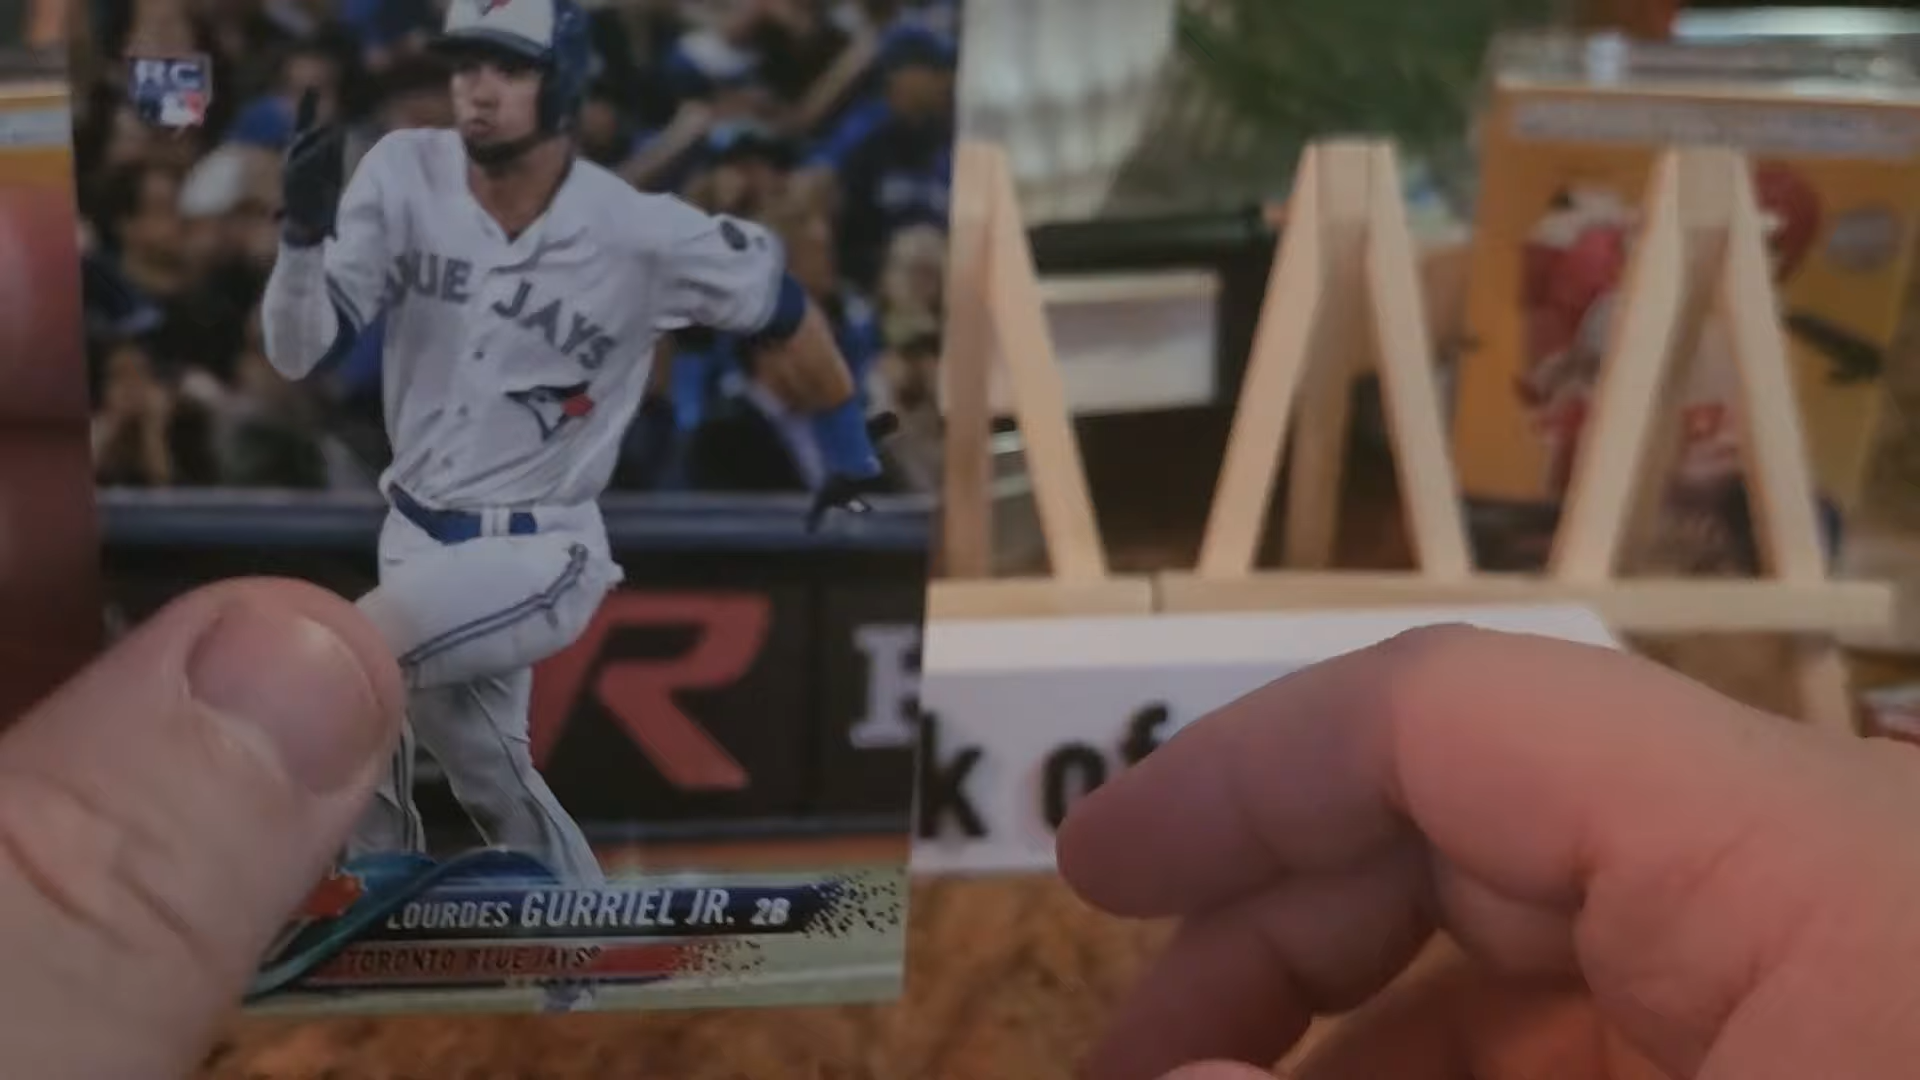 RC
BLUE JAYS
R
k of
LOURDES GURRIEL JR. 2B
TORONTO BLUE JAYS®